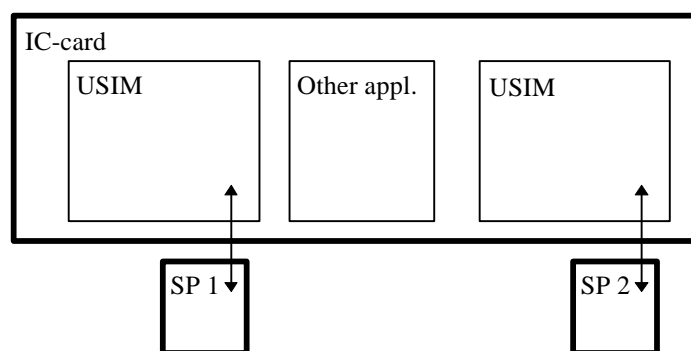 IC-card
USIM
Other appl.
USIM
SP 1
SP 2